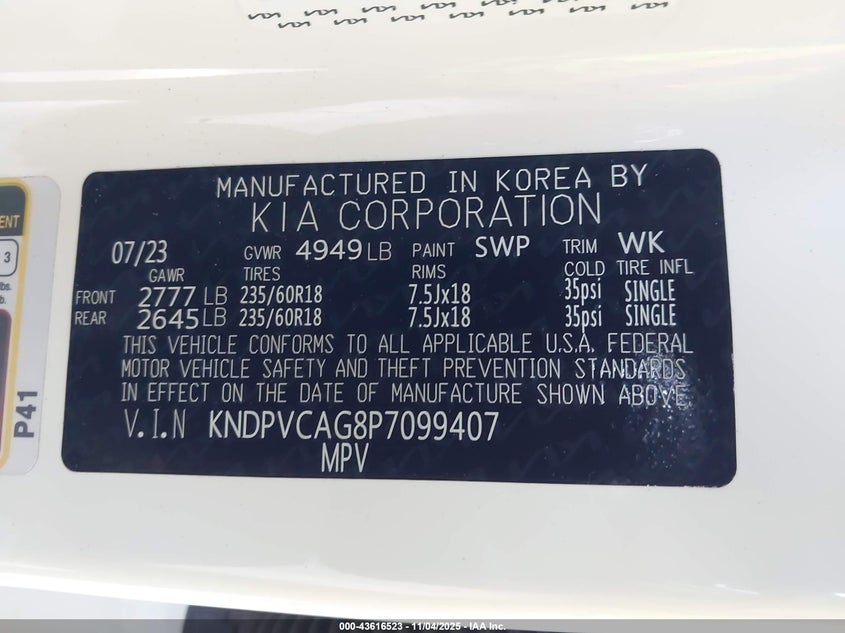 MANUFACTURED IN KOREA BY
KIA CORPORATION
07/23 GVWR 4949 LB PAINT SWP TRIM WK
GAWR TIRES RIMS COLD TIRE INFL
FRONT 2777 LB 235/60R18 7.5Jx18 35psi SINGLE
REAR 2645 LB 235/60R18 7.5Jx18 35psi SINGLE
THIS VEHICLE CONFORMS TO ALL APPLICABLE U.S.A. FEDERAL
MOTOR VEHICLE SAFETY AND THEFT PREVENTION STANDARDS
IN EFFECT ON THE DATE OF MANUFACTURE SHOWN ABOVE.
V.I.N KNDPVCAG8P7099407
MPV
3
P41
000-43616523 - 11/04/2025 - IAA Inc.